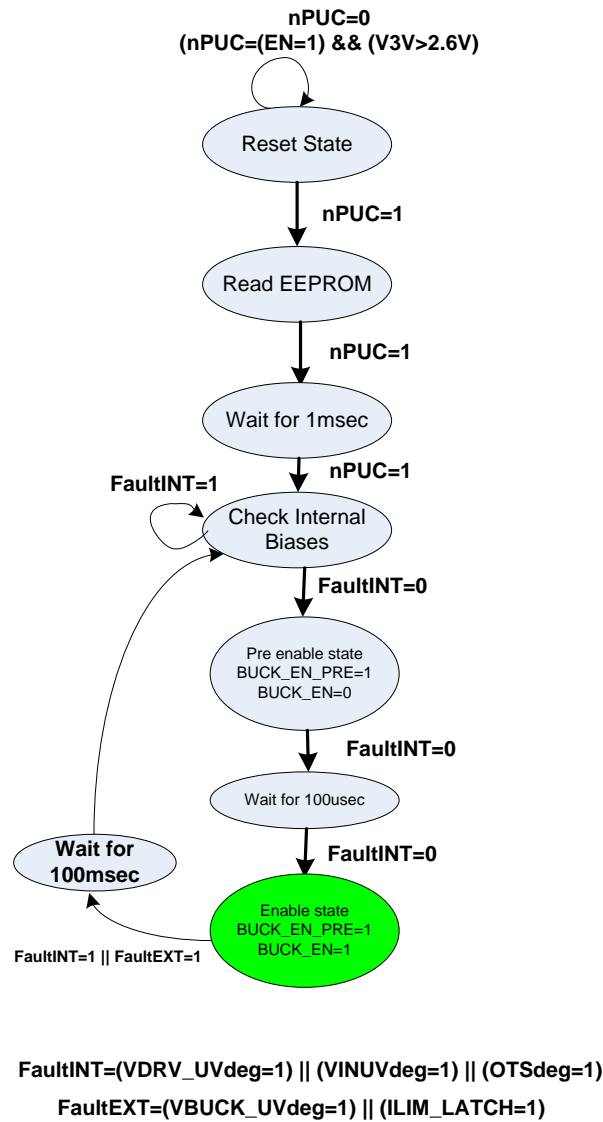 nPUC=0
(nPUC=(EN=1) && (V3V>2.6V)
Reset State
nPUC=1
Read EEPROM
nPUC=1
Wait for 1msec
nPUC=1
FaultINT=1
Check Internal
Biases
FaultINT=0
Pre enable state
BUCK_EN_PRE=1
BUCK_EN=0
FaultINT=0
Wait for 100usec
FaultINT=0
Wait for
100msec
Enable state
BUCK_EN_PRE=1
BUCK_EN=1
FaultINT=1 || FaultEXT=1
FaultINT=(VDRV_UVdeg=1) || (VINUVdeg=1) || (OTSdeg=1)
FaultEXT=(VBUCK_UVdeg=1) || (ILIM_LATCH=1)